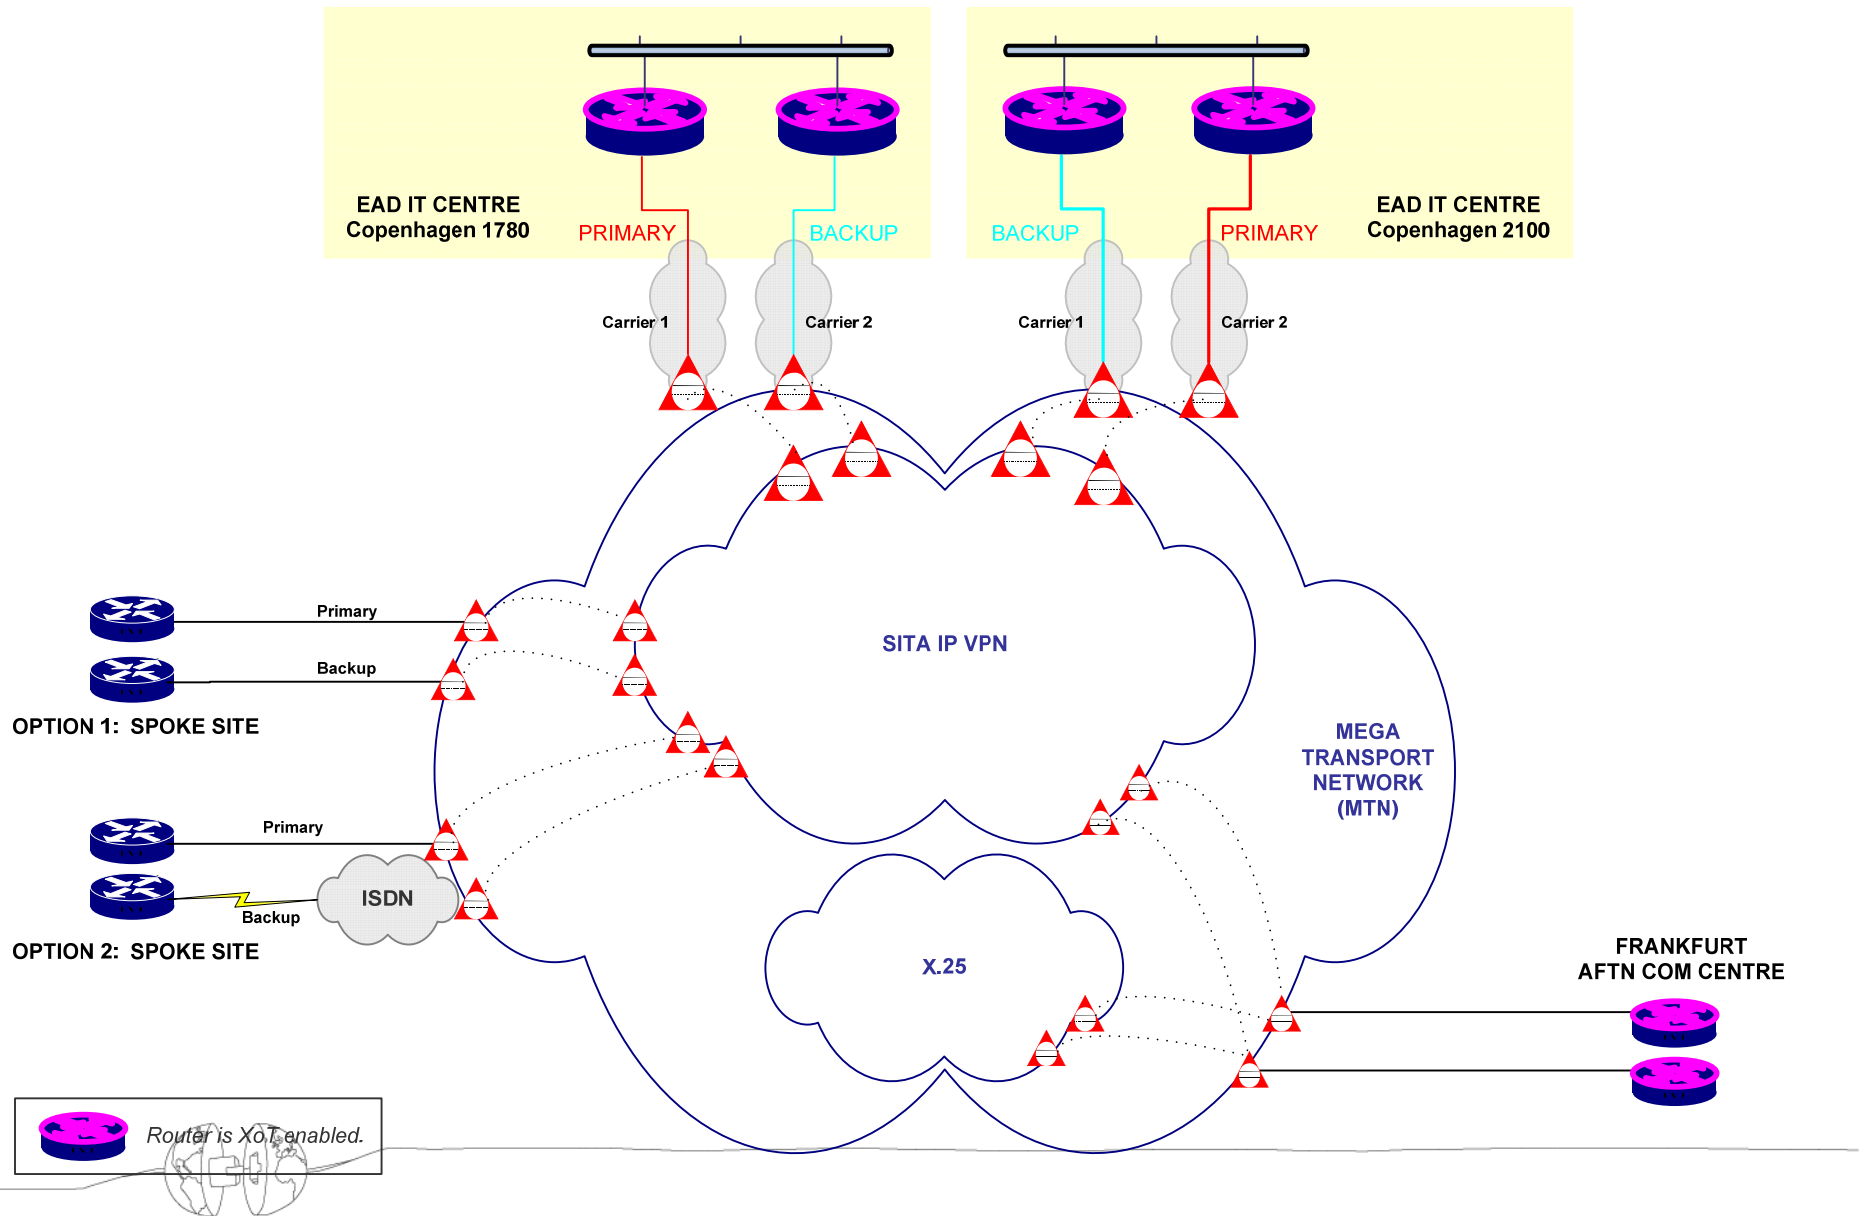 EAD IT CENTRE
Copenhagen 1780
PRIMARY
BACKUP
BACKUP
PRIMARY
EAD IT CENTRE
Copenhagen 2100
Carrier 1
Carrier 2
Carrier 1
Carrier 2
Primary
Backup
OPTION 1: SPOKE SITE
SITA IP VPN
MEGA
TRANSPORT
NETWORK
(MTN)
Primary
ISDN
Backup
OPTION 2: SPOKE SITE
X.25
FRANKFURT
AFTN COM CENTRE
Router is XoT enabled.